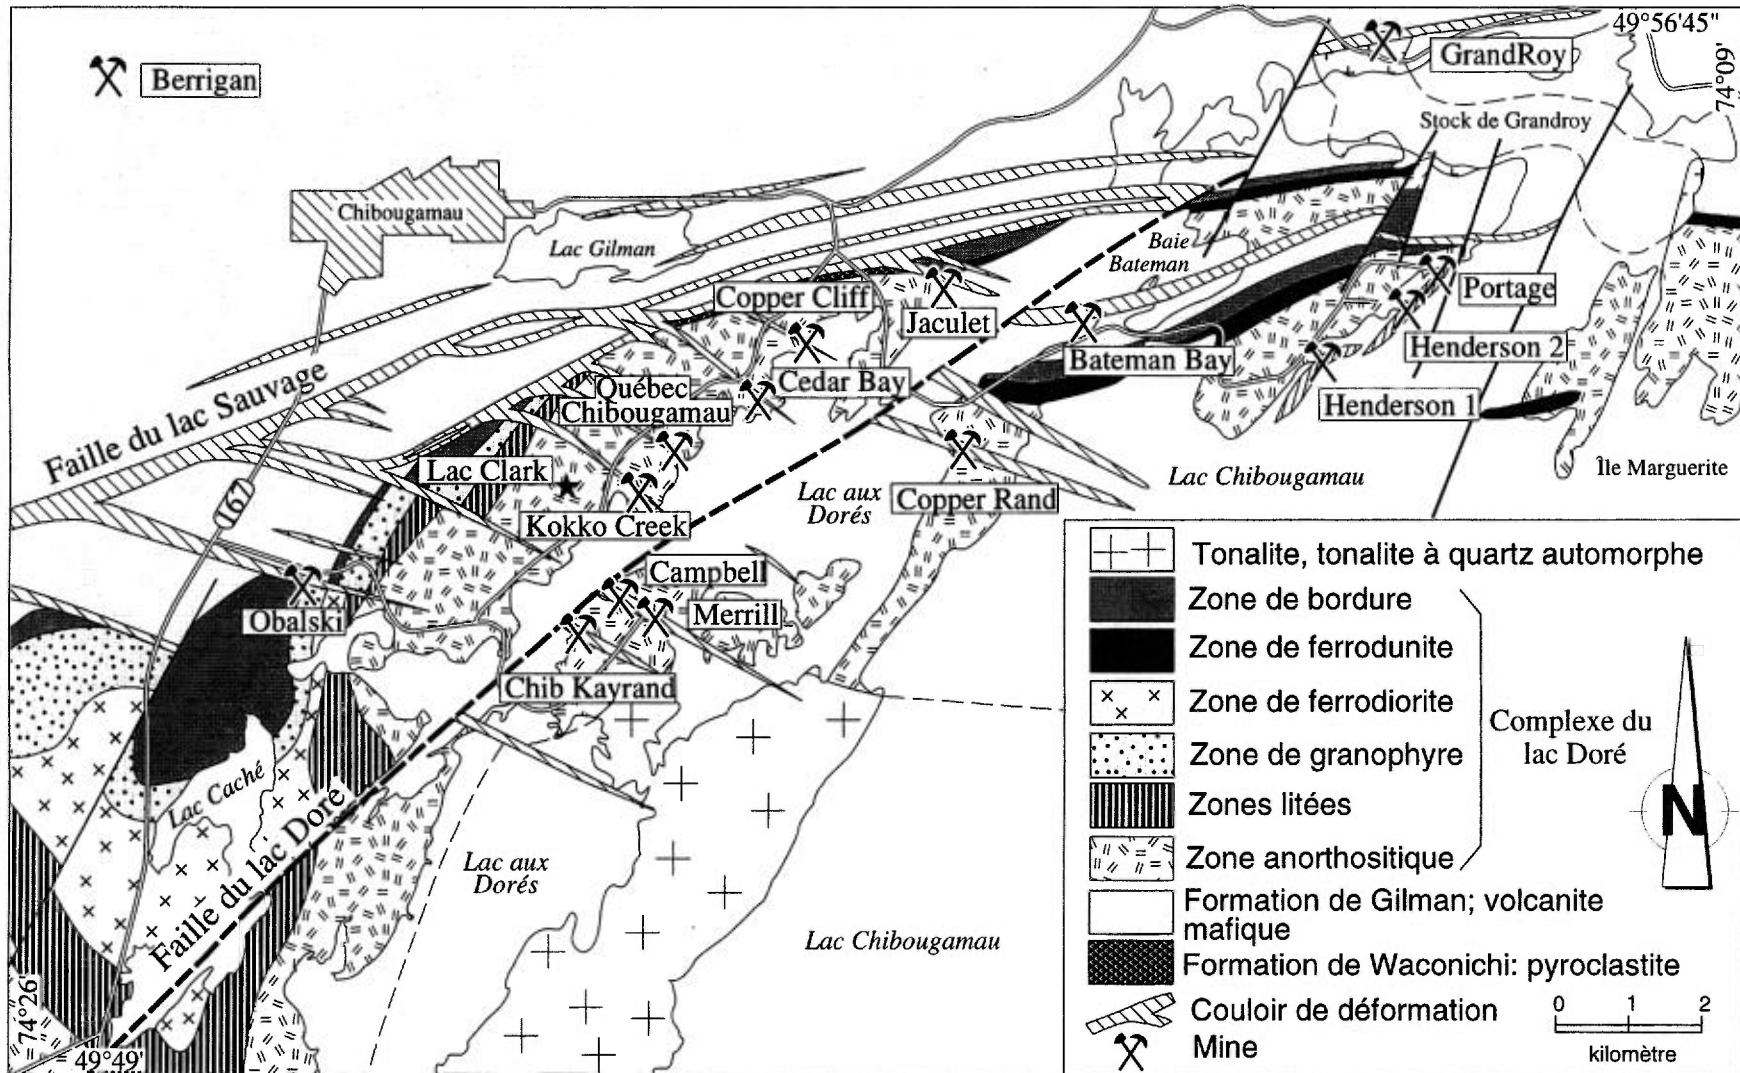 49°56'45"
74°09'
GrandRoy
Berrigan
Stock de Grandroy
Chibougamau
Lac Gilman
Baie
Bateman
Portage
Copper Cliff
Jaculet
Henderson 2
Bateman Bay
Cedar Bay
Québec
Chibougamau
Henderson 1
Faille du lac Sauvage
Lac Clark
Île Marguerite
Lac Chibougamau
167
Kokko Creek
Lac aux
Dorés
Copper Rand
Campbell
Obalski
Merrill
Chib Kayrand
Lac Caché
Faille du lac Doré
Lac aux
Dorés
Lac Chibougamau
74°26'
49°49'
Tonalite, tonalite à quartz automorphe
Zone de bordure
Zone de ferrodunite
Zone de ferrodiorite
Zone de granophyre
Zones litées
Zone anorthositique
Complexe du
lac Doré
Formation de Gilman; volcanite
mafique
Formation de Waconichi: pyroclastite
Couloir de déformation
Mine
N
0 1 2
kilomètre